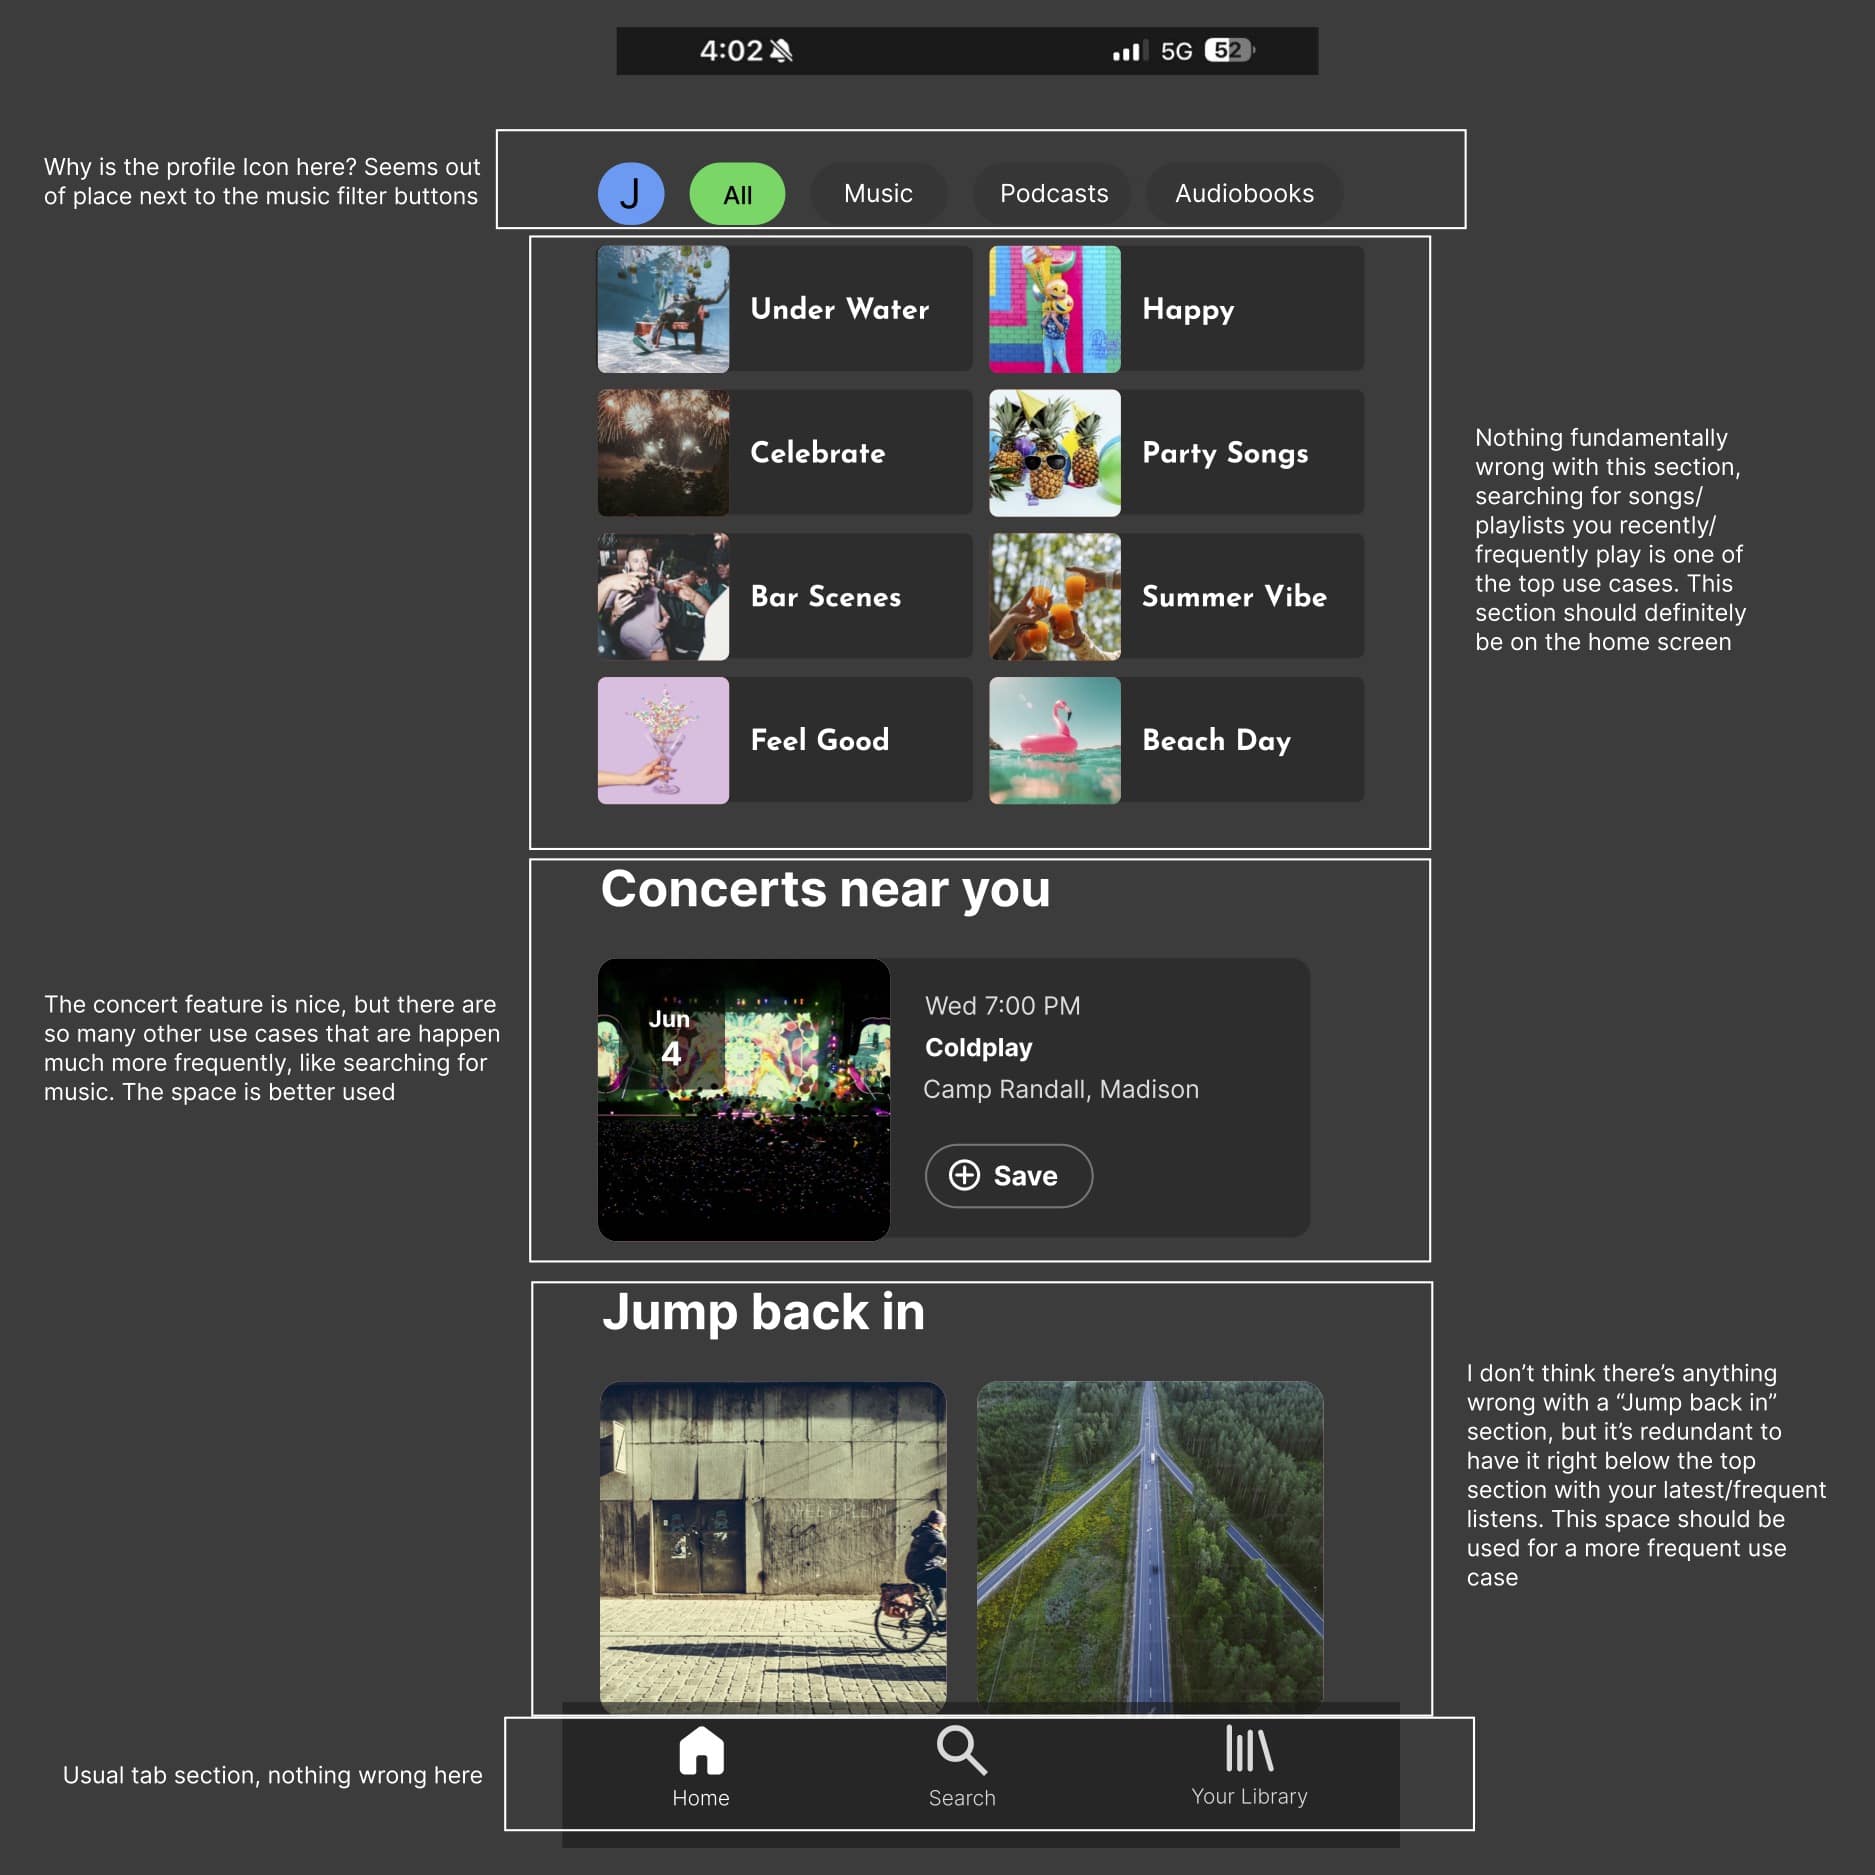 4:02 5G 52
Why is the profile Icon here? Seems out
of place next to the music filter buttons
J All Music Podcasts Audiobooks
Under Water Happy
Celebrate Party Songs
Bar Scenes Summer Vibe
Feel Good Beach Day
Nothing fundamentally
wrong with this section,
searching for songs/
playlists you recently/
frequently play is one of
the top use cases. This
section should definitely
be on the home screen
Concerts near you
Jun
4
Wed 7:00 PM
Coldplay
Camp Randall, Madison
Save
The concert feature is nice, but there are
so many other use cases that are happen
much more frequently, like searching for
music. The space is better used
Jump back in
I don’t think there’s anything
wrong with a “Jump back in”
section, but it’s redundant to
have it right below the top
section with your latest/frequent
listens. This space should be
used for a more frequent use
case
Usual tab section, nothing wrong here
Home Search Your Library